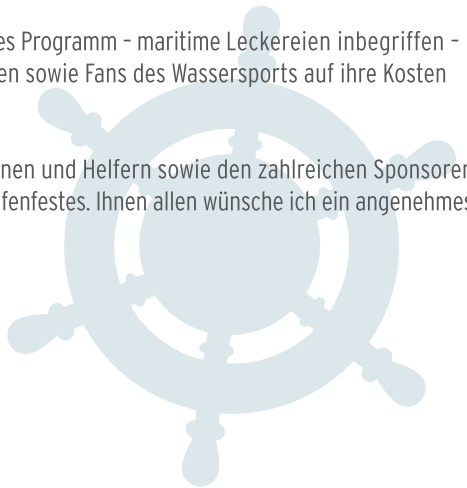 es Programm – maritime Leckereien inbegriffen –
en sowie Fans des Wassersports auf ihre Kosten
nen und Helfern sowie den zahlreichen Sponsoren
fenfestes. Ihnen allen wünsche ich ein angenehmes